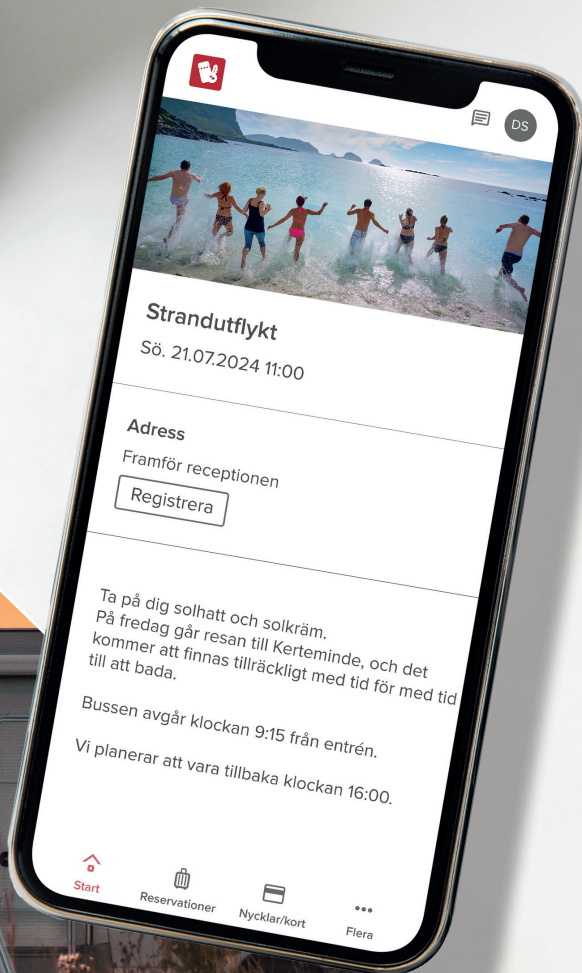 DS
Strandutflykt
Sö. 21.07.2024 11:00
Adress
Framför receptionen
Registrera
Ta på dig solhatt och solkräm.
På fredag går resan till Kerteminde, och det
kommer att finnas tillräckligt med tid för med tid
till att bada.
Bussen avgår klockan 9:15 från entrén.
Vi planerar att vara tillbaka klockan 16:00.
Start
Reservationer
Nycklar/kort
Flera